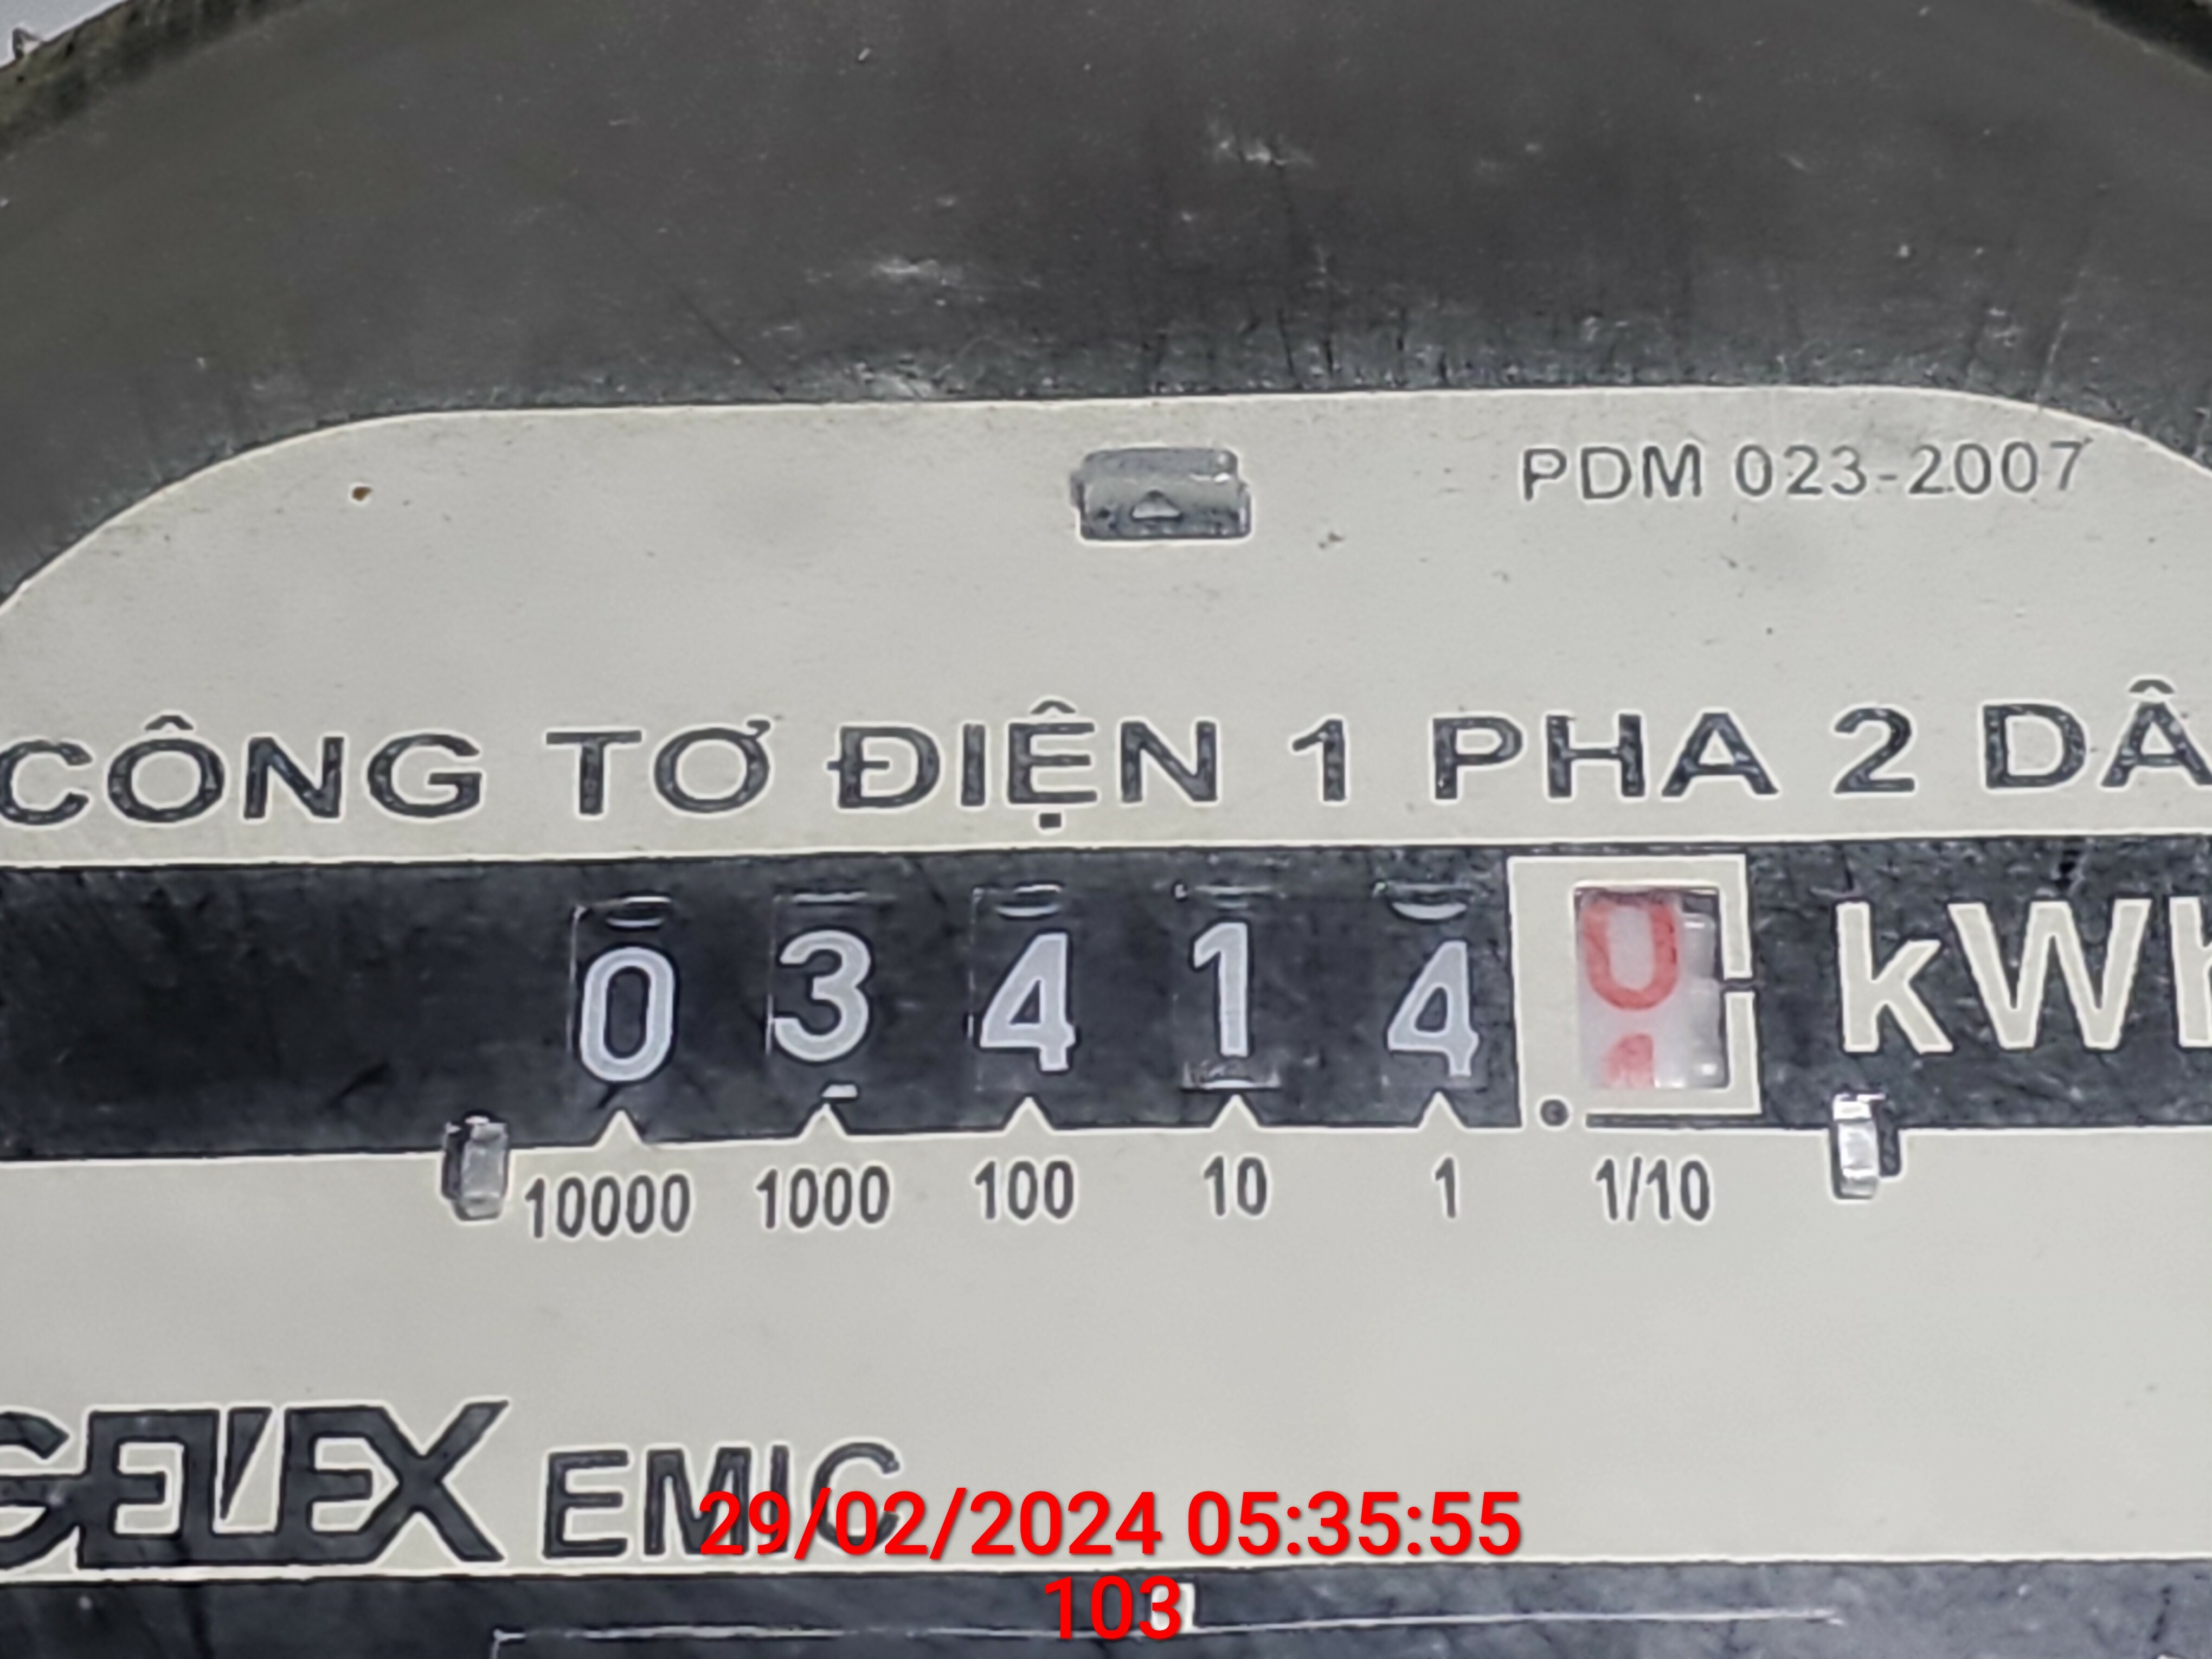 PDM 023-2007
CÔNG TƠ ĐIỆN 1 PHA 2 DÂ
0 3 4 1 4 0 kWh
10000 1000 100 10 1 1/10
GELEX EMIC
29/02/2024 05:35:55
103